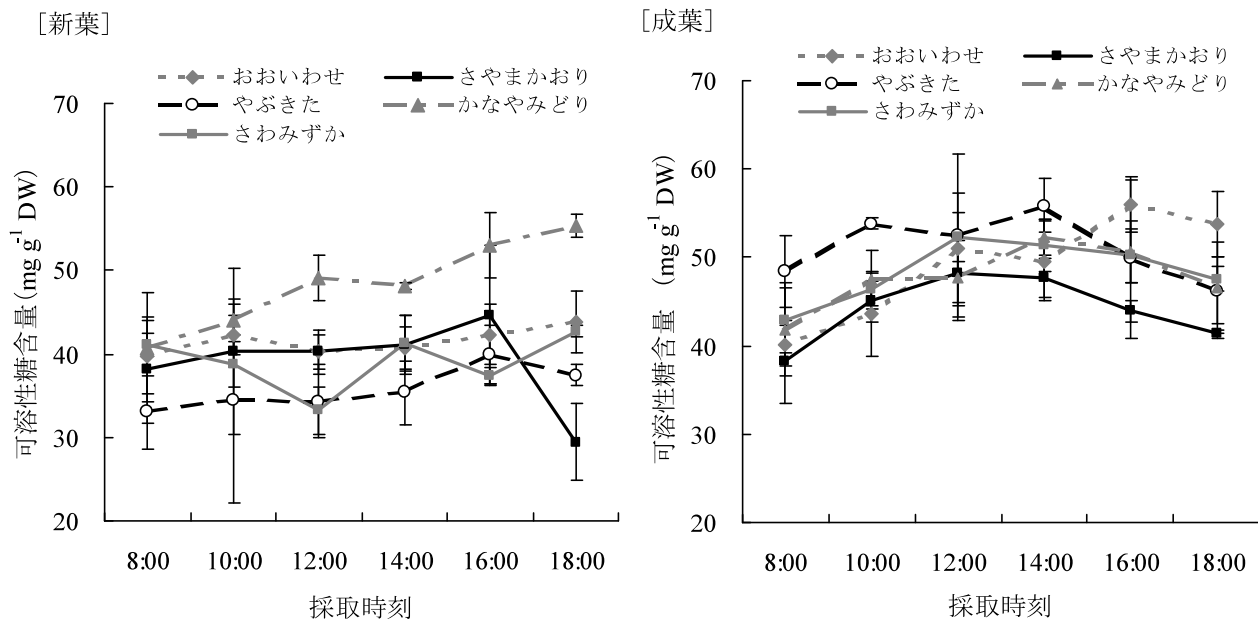 ［新葉］
おおいわせ さやまかおり
やぶきた かなやみどり
さわみずか
可溶性糖含量(mg g⁻¹ DW)
70
60
50
40
30
20
8:00 10:00 12:00 14:00 16:00 18:00
採取時刻
［成葉］
おおいわせ さやまかおり
やぶきた かなやみどり
さわみずか
可溶性糖含量 (mg g⁻¹ DW)
70
60
50
40
30
20
8:00 10:00 12:00 14:00 16:00 18:00
採取時刻